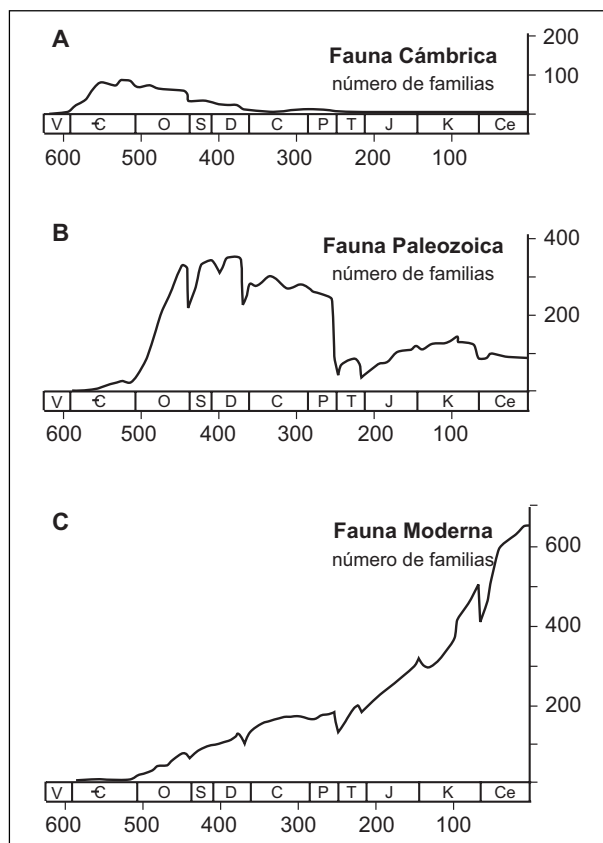 A
Fauna Cámbrica
número de familias
200
100
V Є O S D C P T J K Ce
600 500 400 300 200 100
B
Fauna Paleozoica
número de familias
400
200
V Є O S D C P T J K Ce
600 500 400 300 200 100
C
Fauna Moderna
número de familias
600
400
200
V Є O S D C P T J K Ce
600 500 400 300 200 100